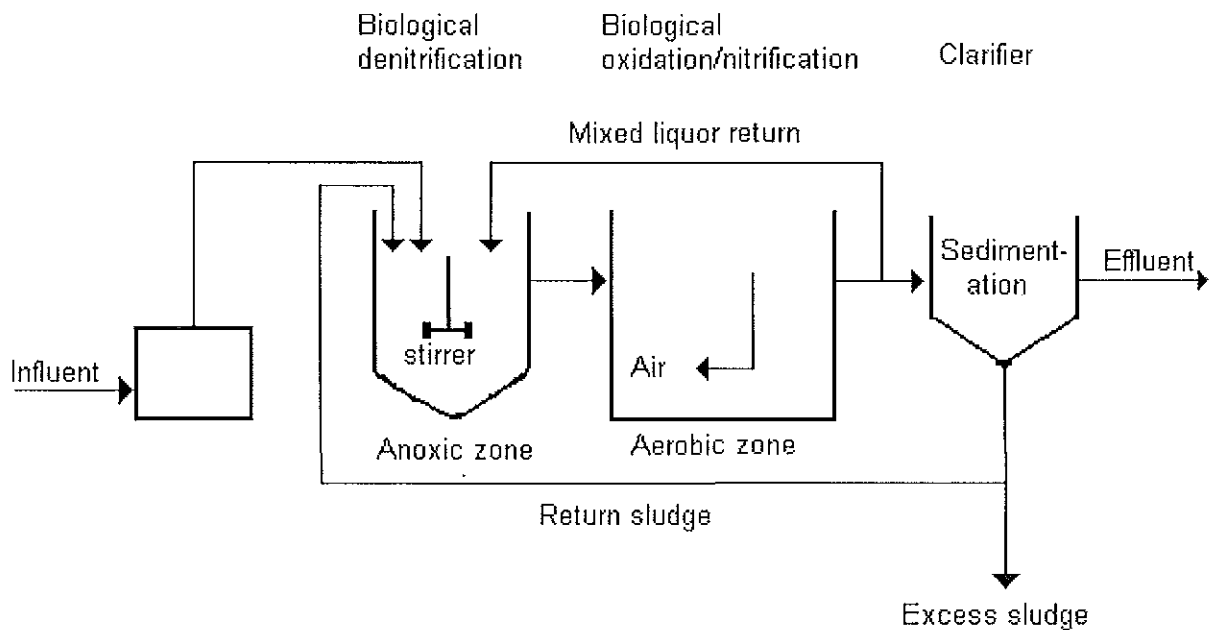 Biological
denitrification
Biological
oxidation/nitrification
Clarifier
Mixed liquor return
Sediment-
ation
Effluent
stirrer
Air
Influent
Anoxic zone
Aerobic zone
Return sludge
Excess sludge